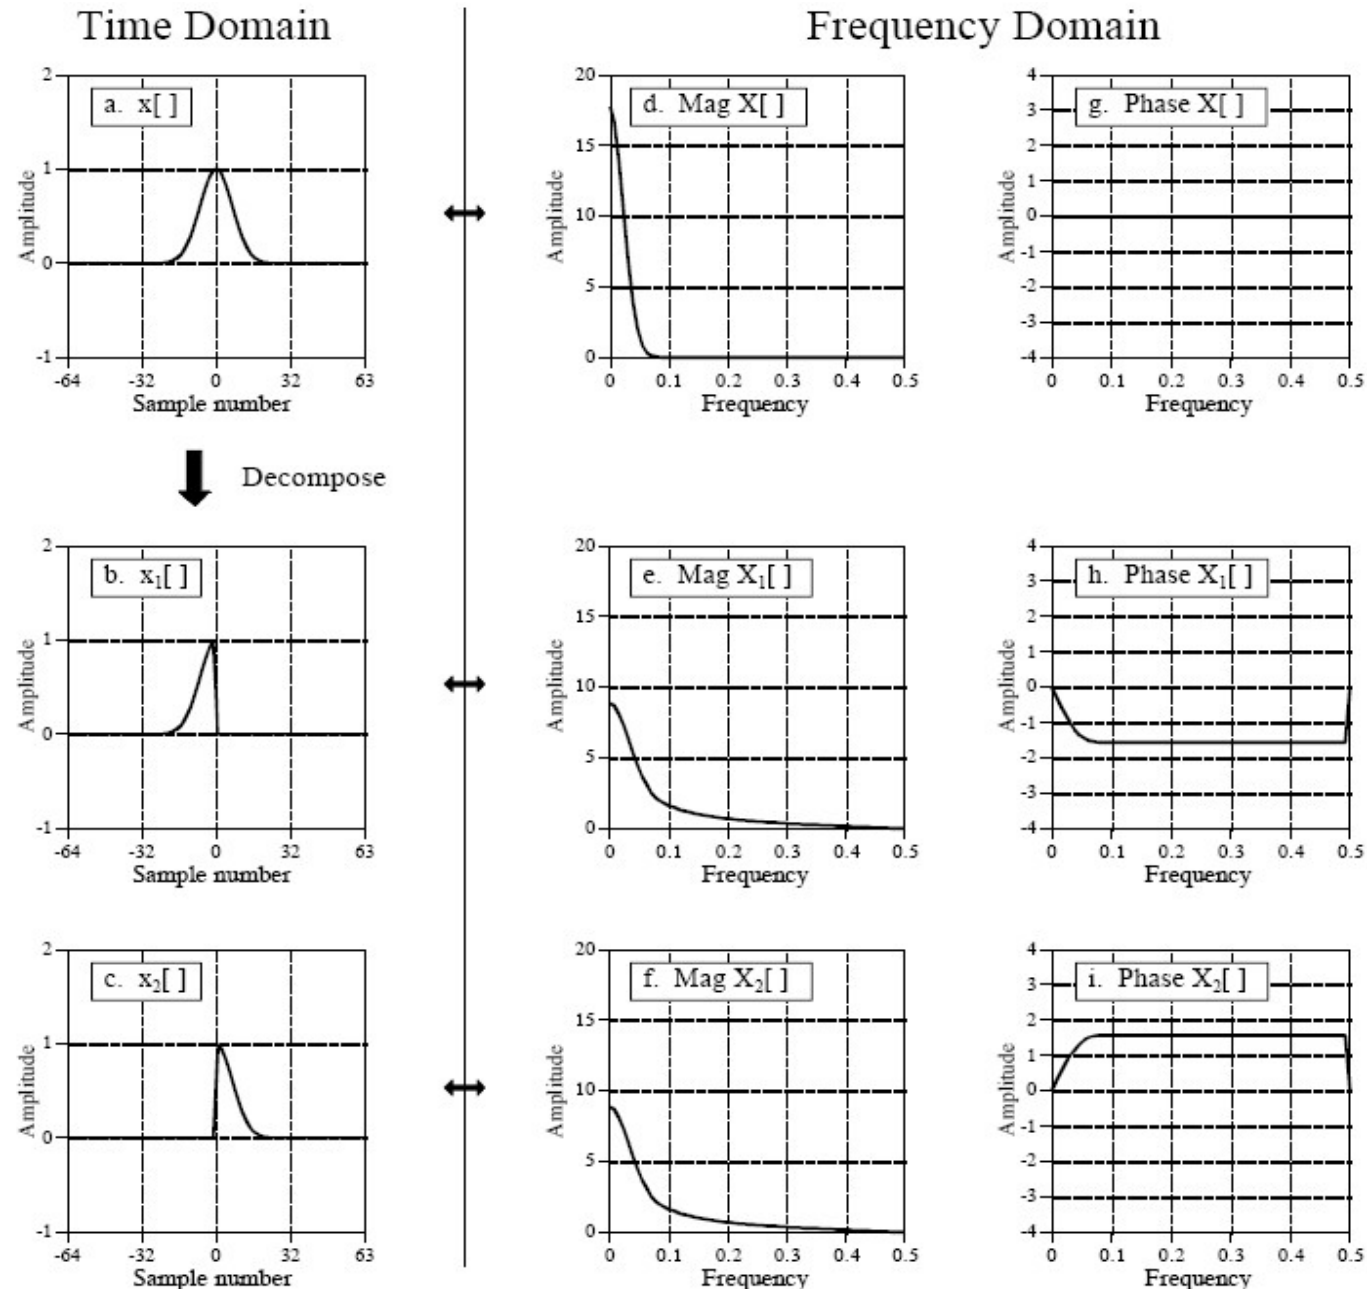 Time Domain
Frequency Domain
a. x[ ]
2
1
0
-1
Amplitude
-64 -32 0 32 63
Sample number
d. Mag X[ ]
20
15
10
5
0
Amplitude
0 0.1 0.2 0.3 0.4 0.5
Frequency
g. Phase X[ ]
4
3
2
1
0
-1
-2
-3
-4
Amplitude
0 0.1 0.2 0.3 0.4 0.5
Frequency
Decompose
b. x₁[ ]
2
1
0
-1
Amplitude
-64 -32 0 32 63
Sample number
e. Mag X₁[ ]
20
15
10
5
0
Amplitude
0 0.1 0.2 0.3 0.4 0.5
Frequency
h. Phase X₁[ ]
4
3
2
1
0
-1
-2
-3
-4
Amplitude
0 0.1 0.2 0.3 0.4 0.5
Frequency
c. x₂[ ]
2
1
0
-1
Amplitude
-64 -32 0 32 63
Sample number
f. Mag X₂[ ]
20
15
10
5
0
Amplitude
0 0.1 0.2 0.3 0.4 0.5
Frequency
i. Phase X₂[ ]
4
3
2
1
0
-1
-2
-3
-4
Amplitude
0 0.1 0.2 0.3 0.4 0.5
Frequency